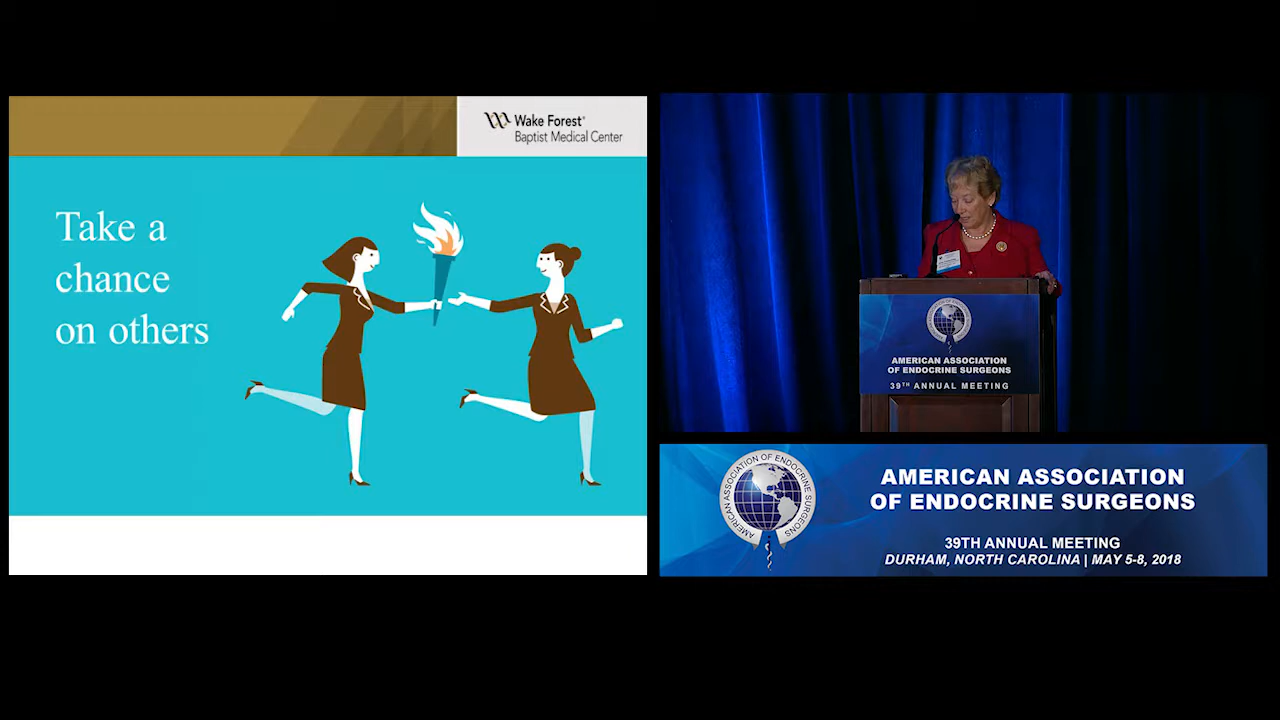 Wake Forest®
Baptist Medical Center
Take a
chance
on others
AMERICAN ASSOCIATION
OF ENDOCRINE SURGEONS
39TH ANNUAL MEETING
AMERICAN ASSOCIATION OF ENDOCRINE SURGEONS
AMERICAN ASSOCIATION
OF ENDOCRINE SURGEONS
39TH ANNUAL MEETING
DURHAM, NORTH CAROLINA | MAY 5-8, 2018